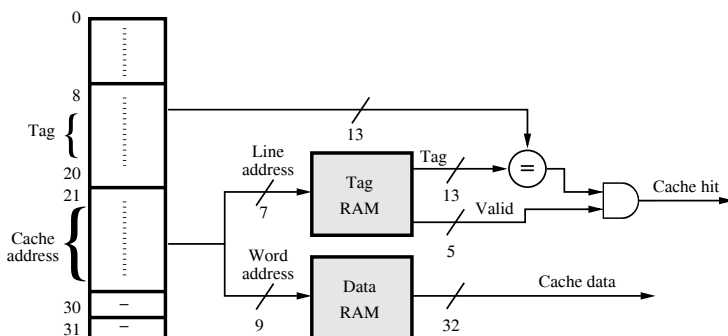 0
8
Tag {
13
20
21
Line
address
7
Tag
RAM
Tag
13
=
Valid
5
Cache hit
Cache
address {
Word
address
9
Data
RAM
Cache data
32
30 –
31 –